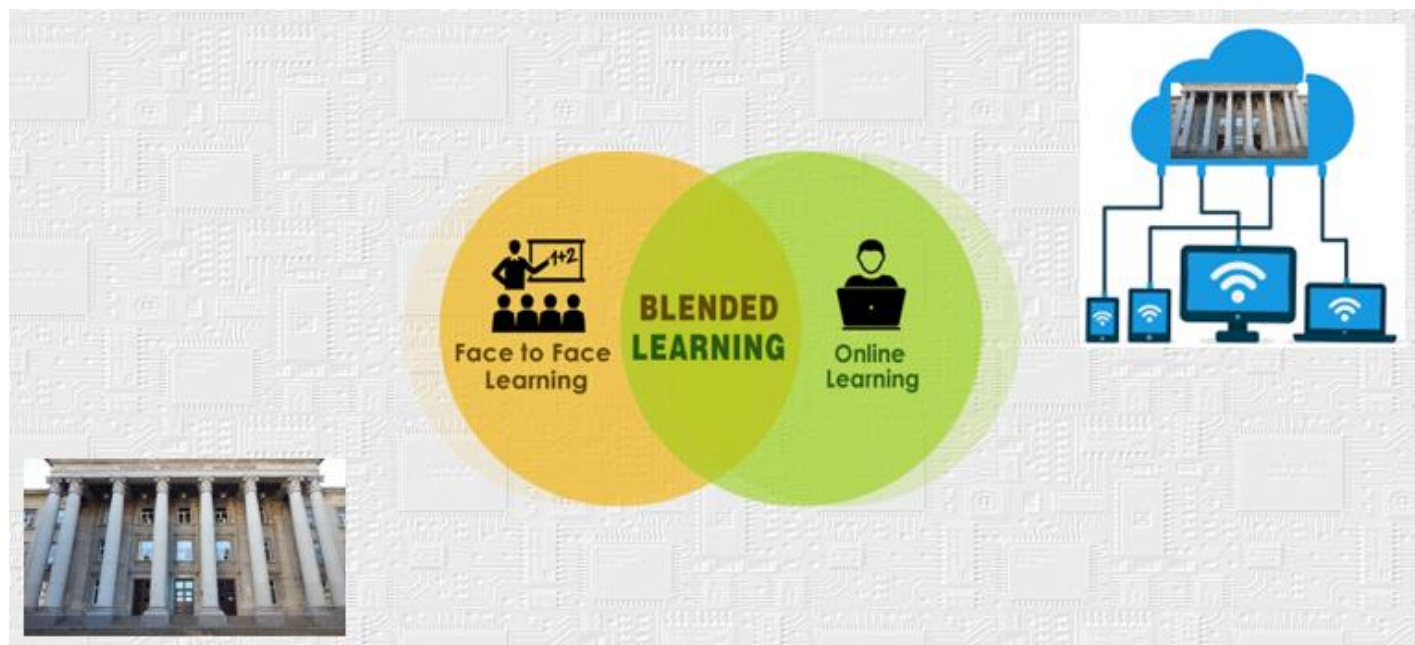 1+2
Face to Face
Learning
BLENDED
LEARNING
Online
Learning